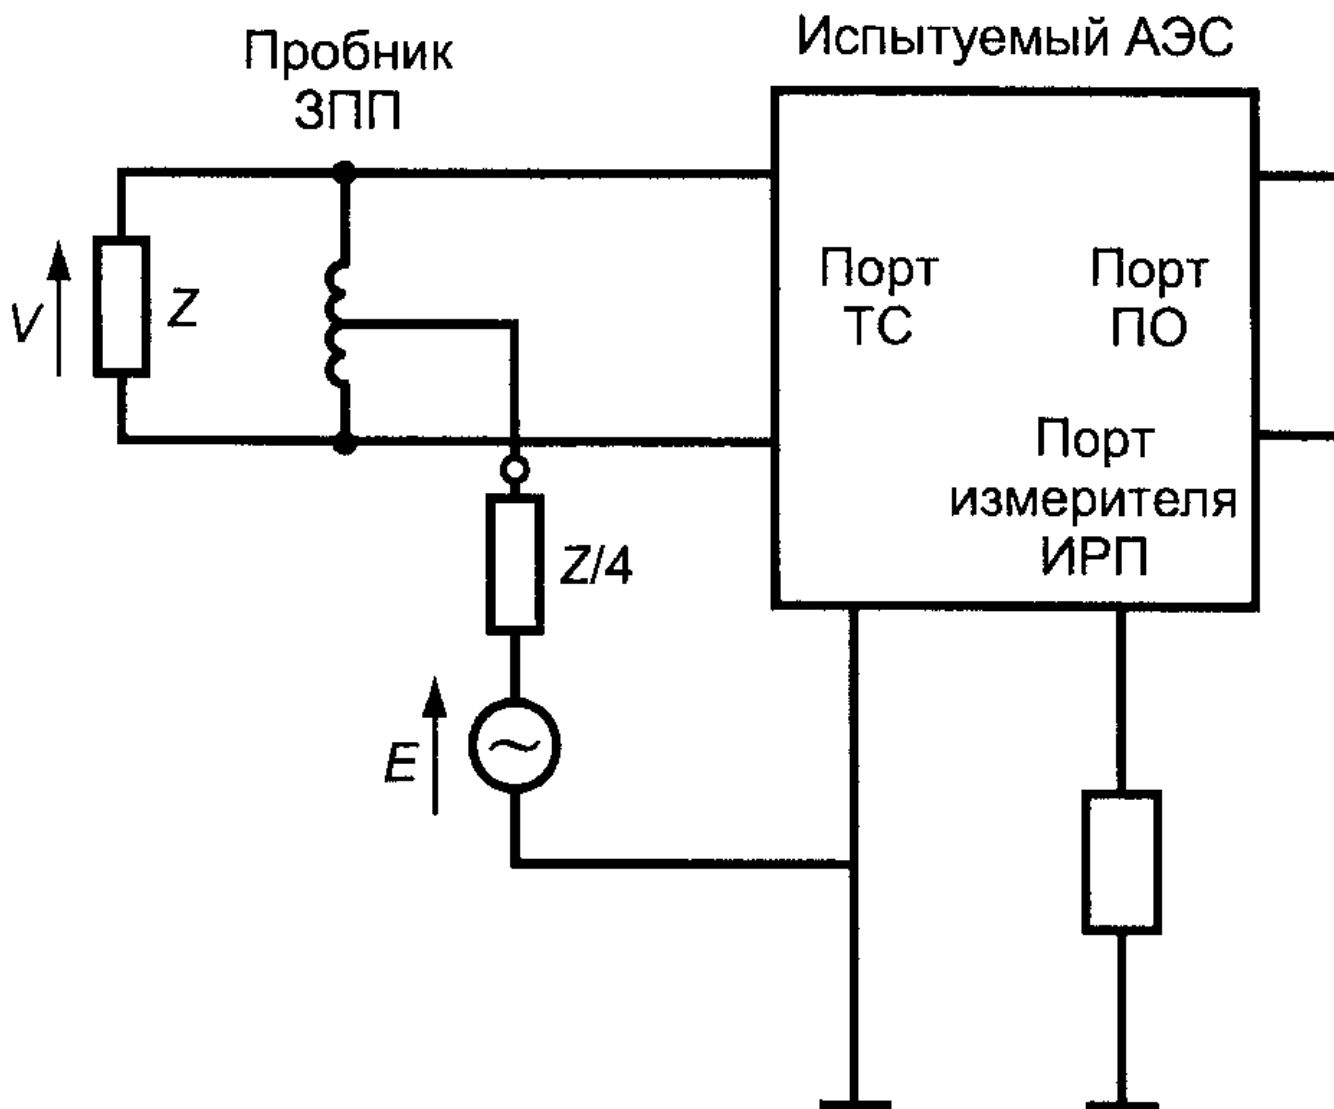 Пробник
ЗПП
Испытуемый АЭС
V
Z
Порт
ТС
Порт
ПО
Порт
измерителя
ИРП
Z/4
E